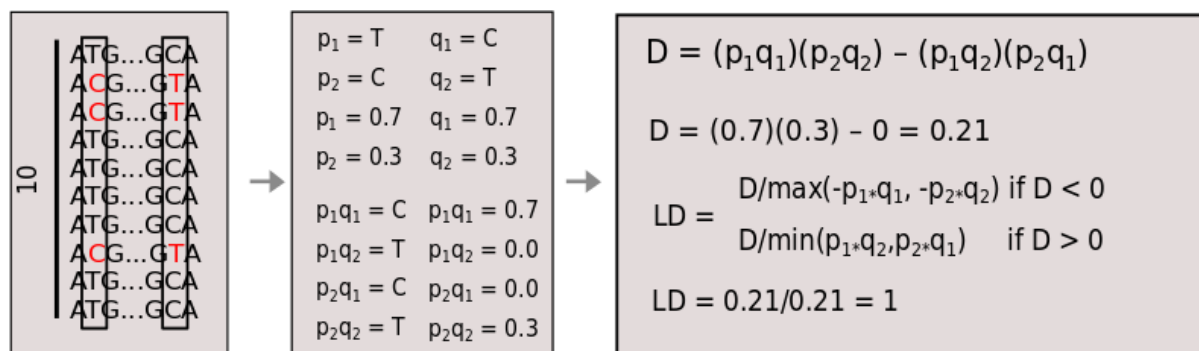 10
ATG...GCA
ACG...GTA
ACG...GTA
ATG...GCA
ATG...GCA
ATG...GCA
ATG...GCA
ACG...GTA
ATG...GCA
ATG...GCA
p₁ = T q₁ = C
p₂ = C q₂ = T
p₁ = 0.7 q₁ = 0.7
p₂ = 0.3 q₂ = 0.3
p₁q₁ = C p₁q₁ = 0.7
p₁q₂ = T p₁q₂ = 0.0
p₂q₁ = C p₂q₁ = 0.0
p₂q₂ = T p₂q₂ = 0.3
D = (p₁q₁)(p₂q₂) – (p₁q₂)(p₂q₁)
D = (0.7)(0.3) – 0 = 0.21
D/max(-p₁*q₁, -p₂*q₂) if D < 0
LD =
D/min(p₁*q₂,p₂*q₁) if D > 0
LD = 0.21/0.21 = 1